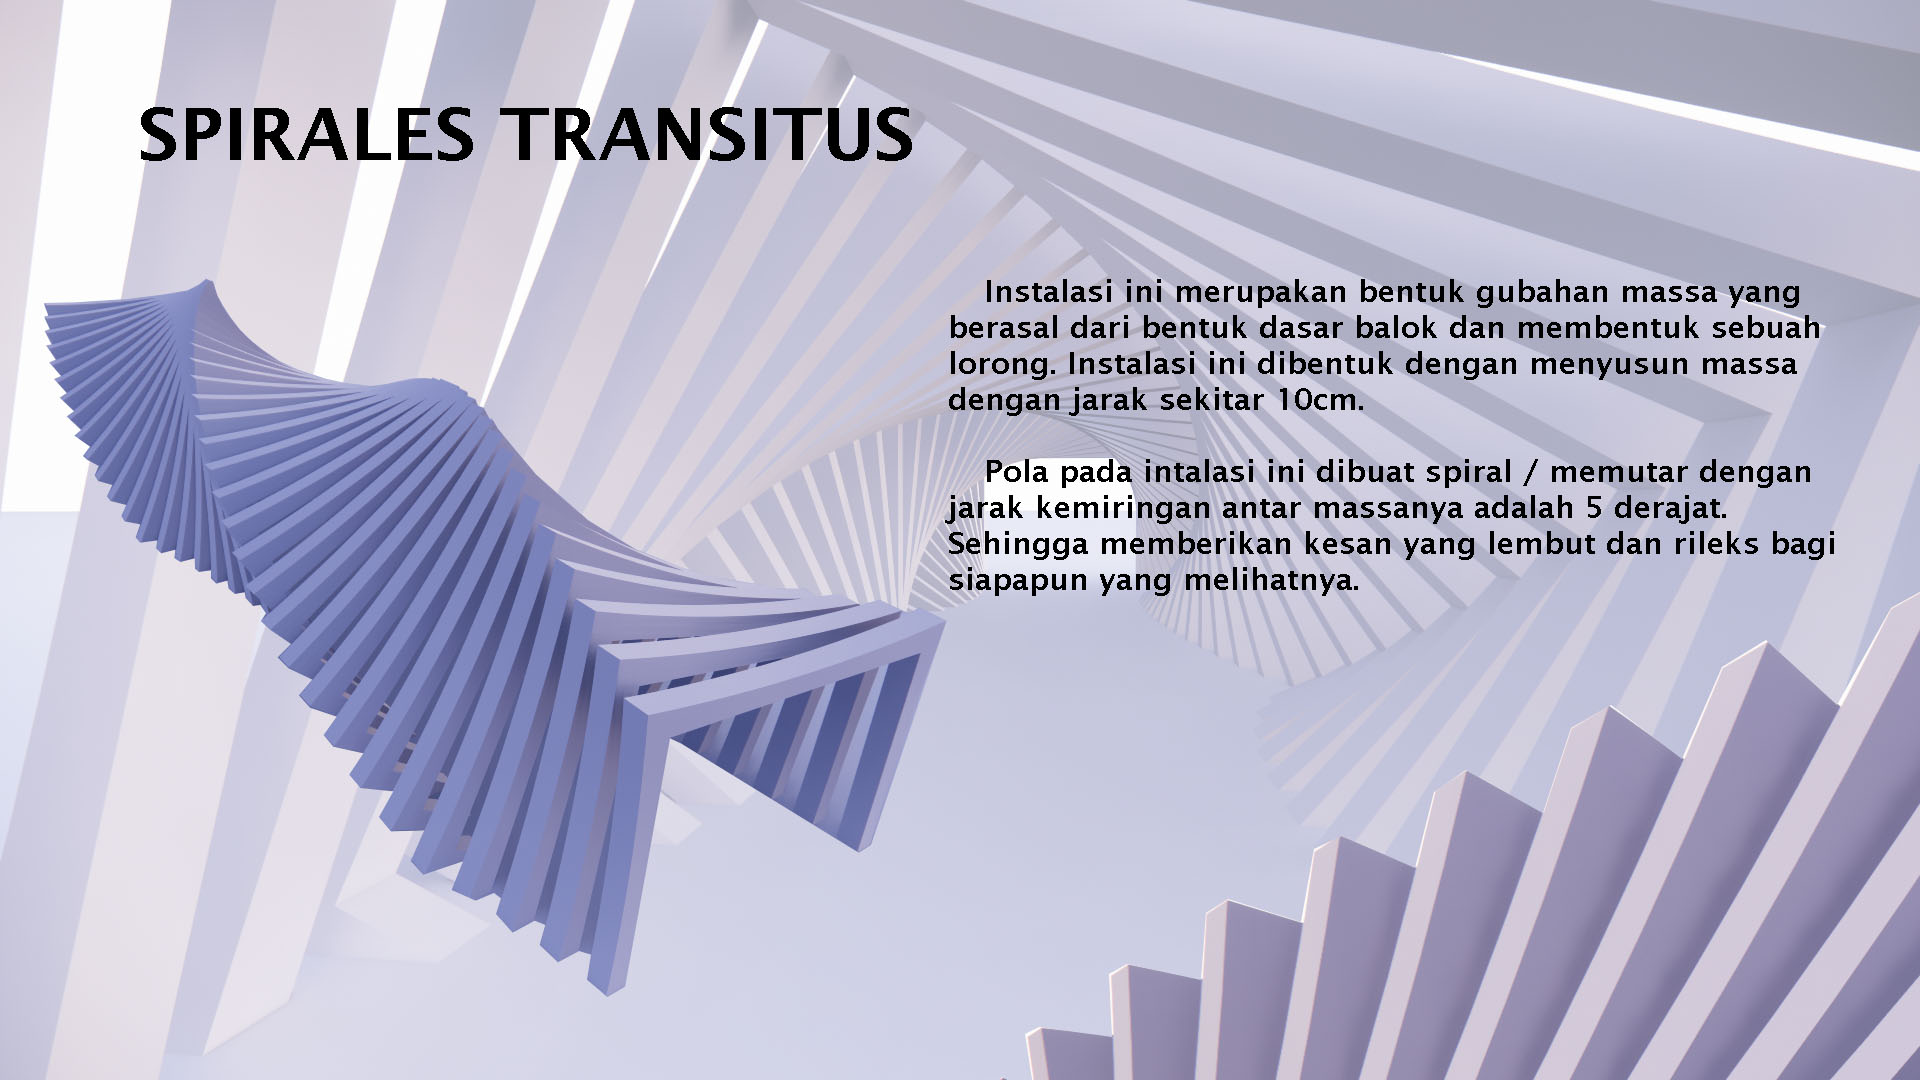 SPIRALES TRANSITUS
Instalasi ini merupakan bentuk gubahan massa yang
berasal dari bentuk dasar balok dan membentuk sebuah
lorong. Instalasi ini dibentuk dengan menyusun massa
dengan jarak sekitar 10cm.
Pola pada intalasi ini dibuat spiral / memutar dengan
jarak kemiringan antar massanya adalah 5 derajat.
Sehingga memberikan kesan yang lembut dan rileks bagi
siapapun yang melihatnya.